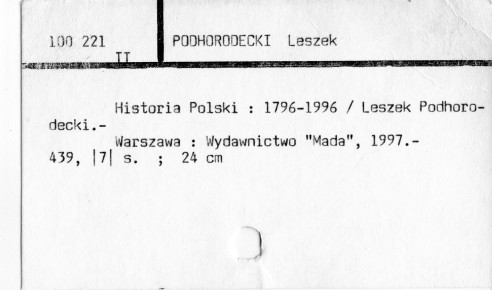 100 221
II
PODHORODECKI Leszek
Historia Polski : 1796-1996 / Leszek Podhoro-
decki.-
Warszawa : Wydawnictwo "Mada", 1997.-
439, |7| s. ; 24 cm